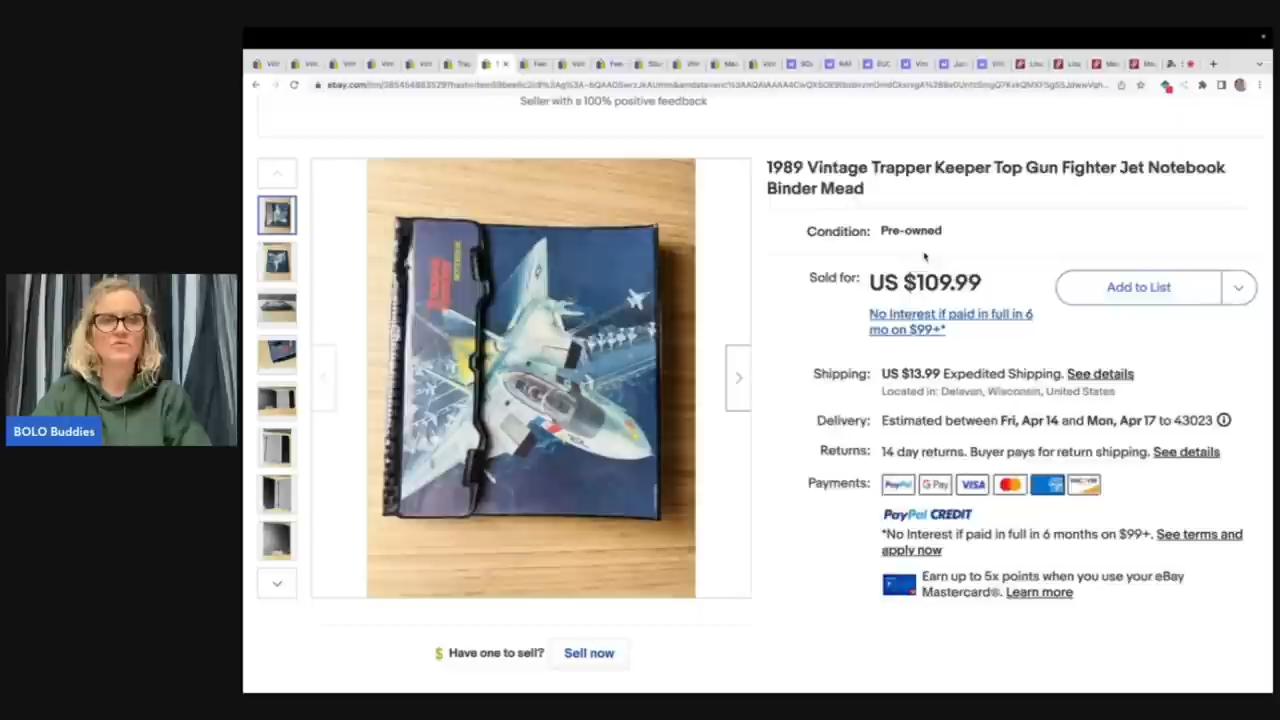 ebay.com
Seller with a 100% positive feedback
1989 Vintage Trapper Keeper Top Gun Fighter Jet Notebook
Binder Mead
Condition: Pre-owned
Sold for: US $109.99
Add to List
No Interest if paid in full in 6
mo on $99+*
Shipping: US $13.99 Expedited Shipping. See details
Located in: Delavan, Wisconsin, United States
Delivery: Estimated between Fri, Apr 14 and Mon, Apr 17 to 43023
Returns: 14 day returns. Buyer pays for return shipping. See details
Payments: PayPal G Pay VISA
PayPal CREDIT
*No Interest if paid in full in 6 months on $99+. See terms and
apply now
Earn up to 5x points when you use your eBay
Mastercard®. Learn more
$ Have one to sell? Sell now
BOLO Buddies